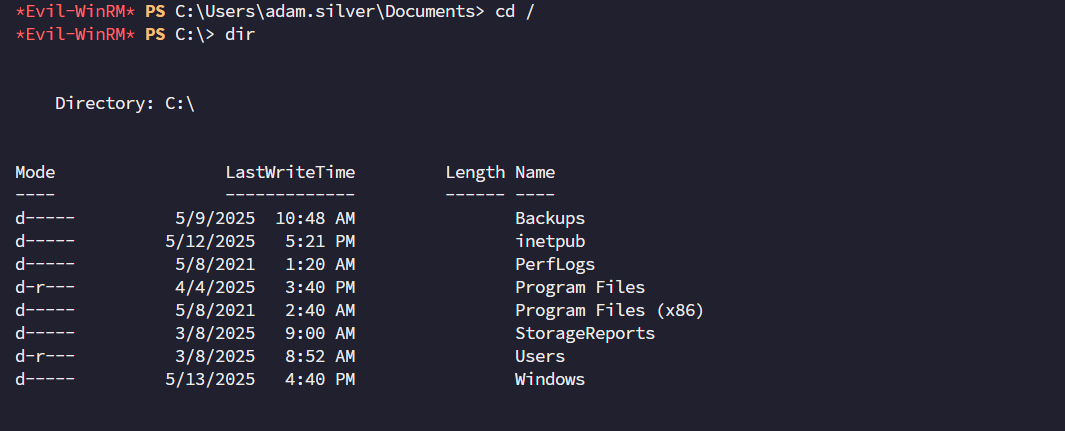 *Evil-WinRM* PS C:\Users\adam.silver\Documents> cd /
*Evil-WinRM* PS C:\> dir
Directory: C:\
Mode LastWriteTime Length Name
---- ------------- ------ ----
d----- 5/9/2025 10:48 AM Backups
d----- 5/12/2025 5:21 PM inetpub
d----- 5/8/2021 1:20 AM PerfLogs
d-r--- 4/4/2025 3:40 PM Program Files
d----- 5/8/2021 2:40 AM Program Files (x86)
d----- 3/8/2025 9:00 AM StorageReports
d-r--- 3/8/2025 8:52 AM Users
d----- 5/13/2025 4:40 PM Windows